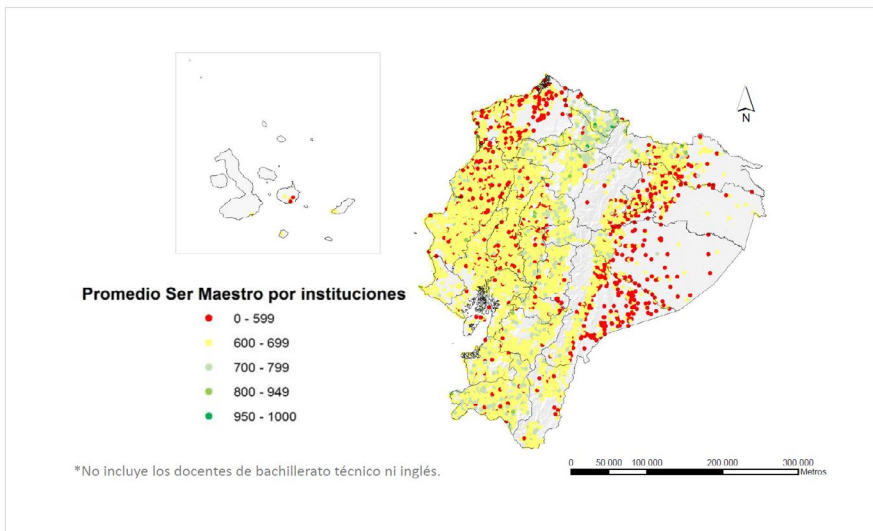 N
Promedio Ser Maestro por instituciones
0 - 599
600 - 699
700 - 799
800 - 949
950 - 1000
*No incluye los docentes de bachillerato técnico ni inglés.
0 50.000 100.000 200.000 300.000
Metros